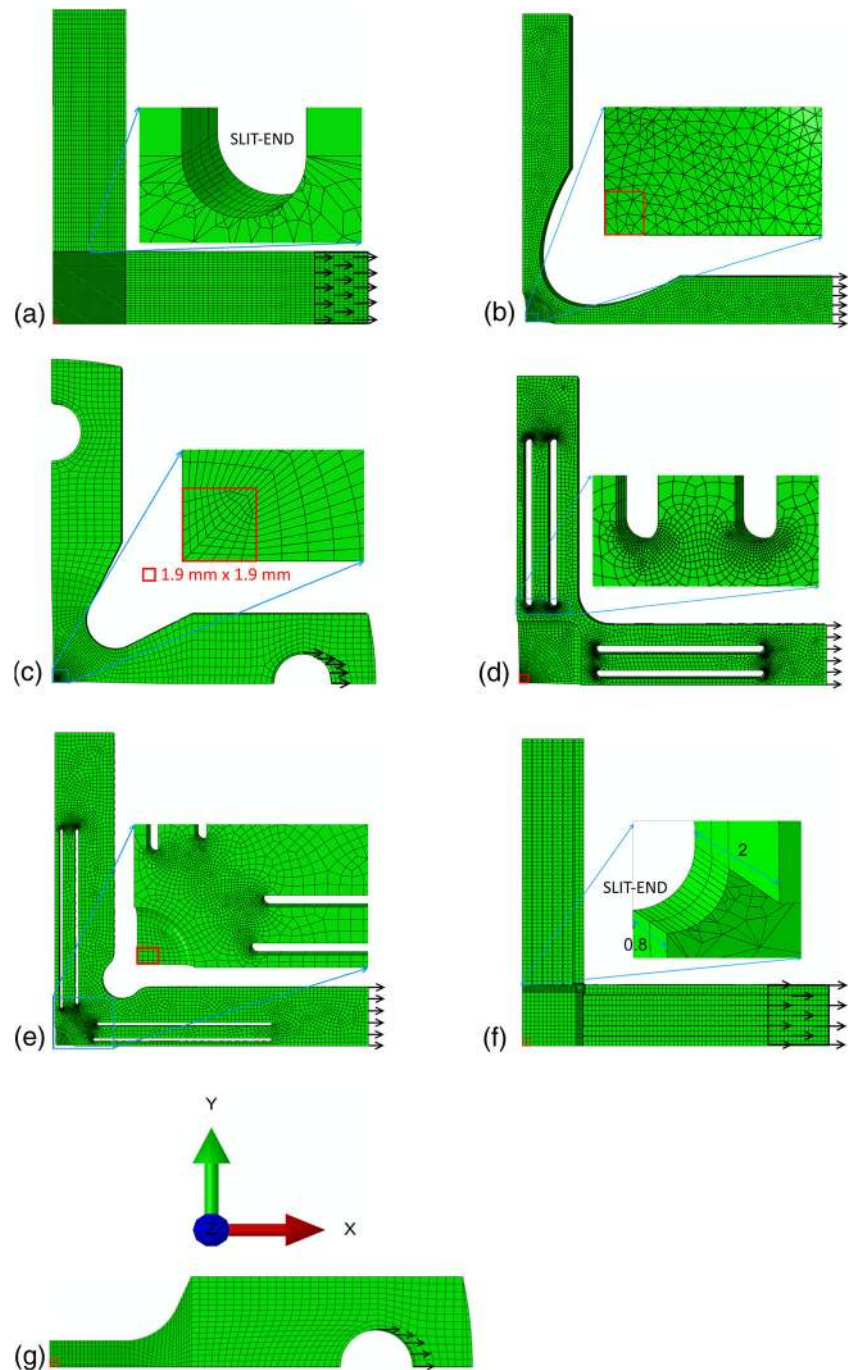 SLIT-END
(a)
(b)
1.9 mm x 1.9 mm
(c)
(d)
(e)
2
SLIT-END
0.8
(f)
Y
Z
X
(g)